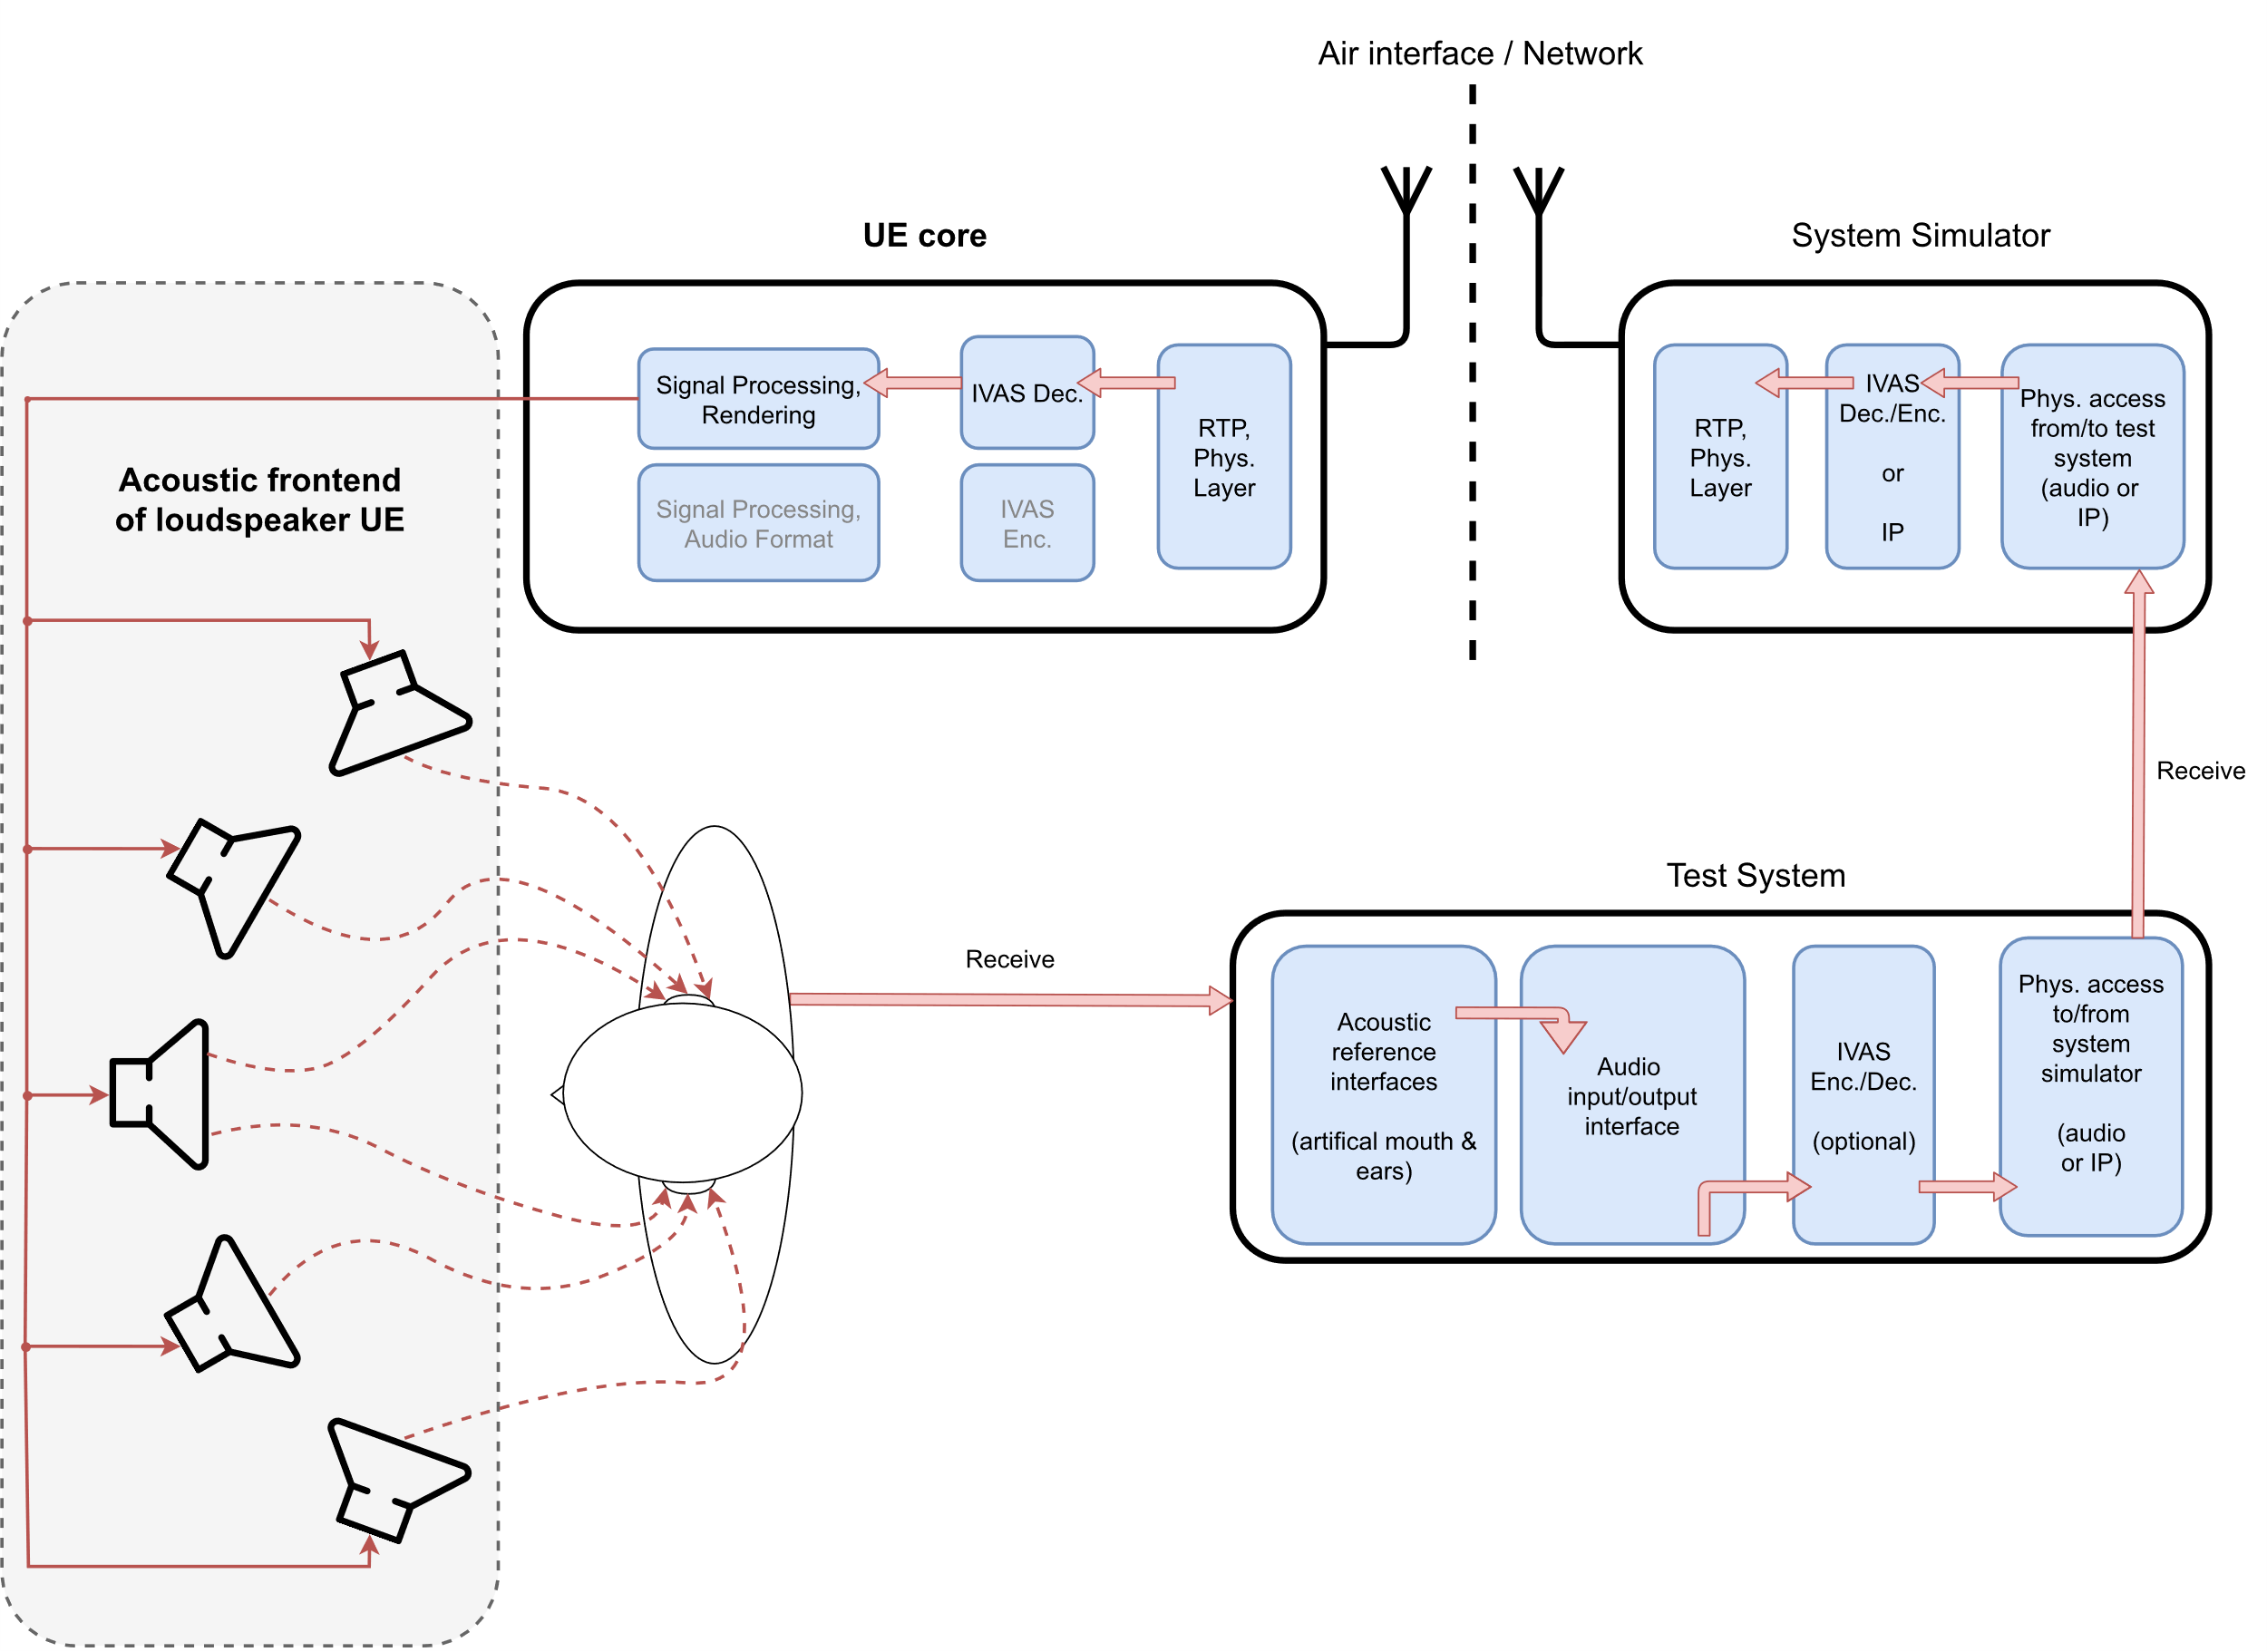 Air interface / Network
UE core
System Simulator
Signal Processing,
Rendering
IVAS Dec.
RTP,
Phys.
Layer
Signal Processing,
Audio Format
IVAS
Enc.
RTP,
Phys.
Layer
IVAS
Dec./Enc.
or
IP
Phys. access
from/to test
system
(audio or
IP)
Acoustic frontend
of loudspeaker UE
Receive
Test System
Receive
Acoustic
reference
interfaces
(artifical mouth &
ears)
Audio
input/output
interface
IVAS
Enc./Dec.
(optional)
Phys. access
to/from
system
simulator
(audio
or IP)